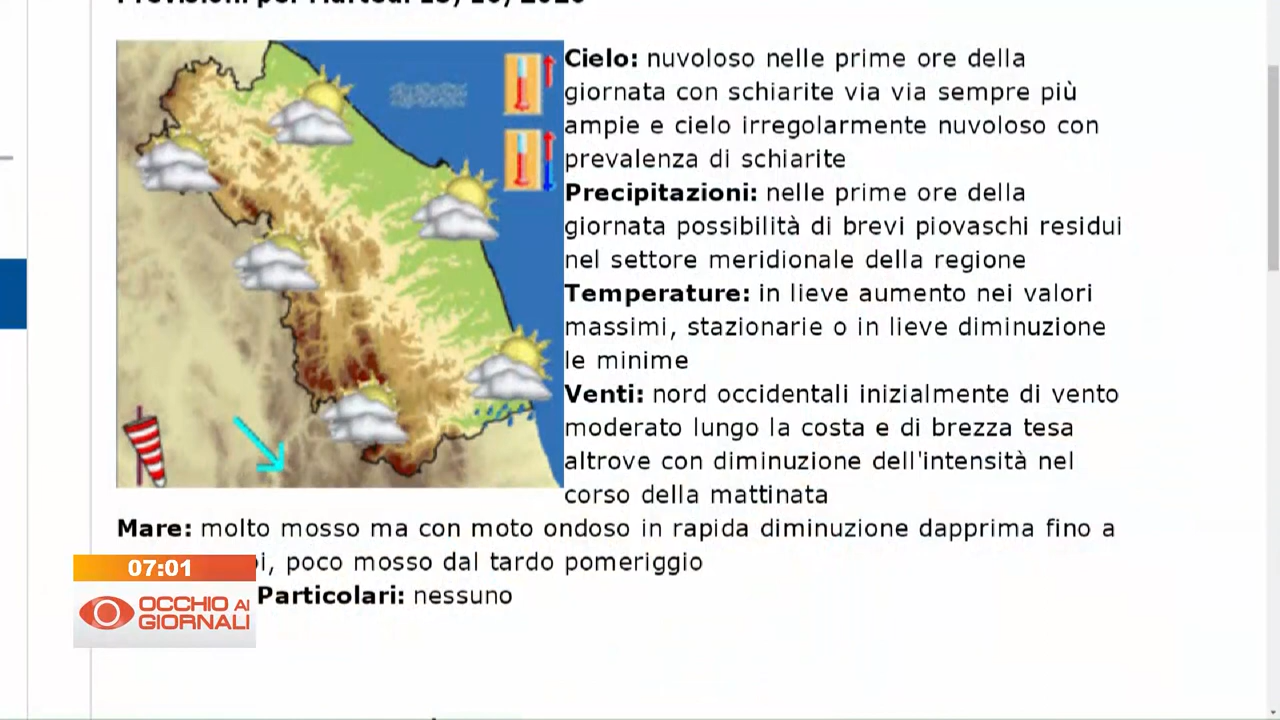 Cielo: nuvoloso nelle prime ore della
giornata con schiarite via via sempre più
ampie e cielo irregolarmente nuvoloso con
prevalenza di schiarite
Precipitazioni: nelle prime ore della
giornata possibilità di brevi piovaschi residui
nel settore meridionale della regione
Temperature: in lieve aumento nei valori
massimi, stazionarie o in lieve diminuzione
le minime
Venti: nord occidentali inizialmente di vento
moderato lungo la costa e di brezza tesa
altrove con diminuzione dell'intensità nel
corso della mattinata
Mare: molto mosso ma con moto ondoso in rapida diminuzione dapprima fino a
poco mosso dal tardo pomeriggio
Particolari: nessuno
07:01
OCCHIO AI
GIORNALI